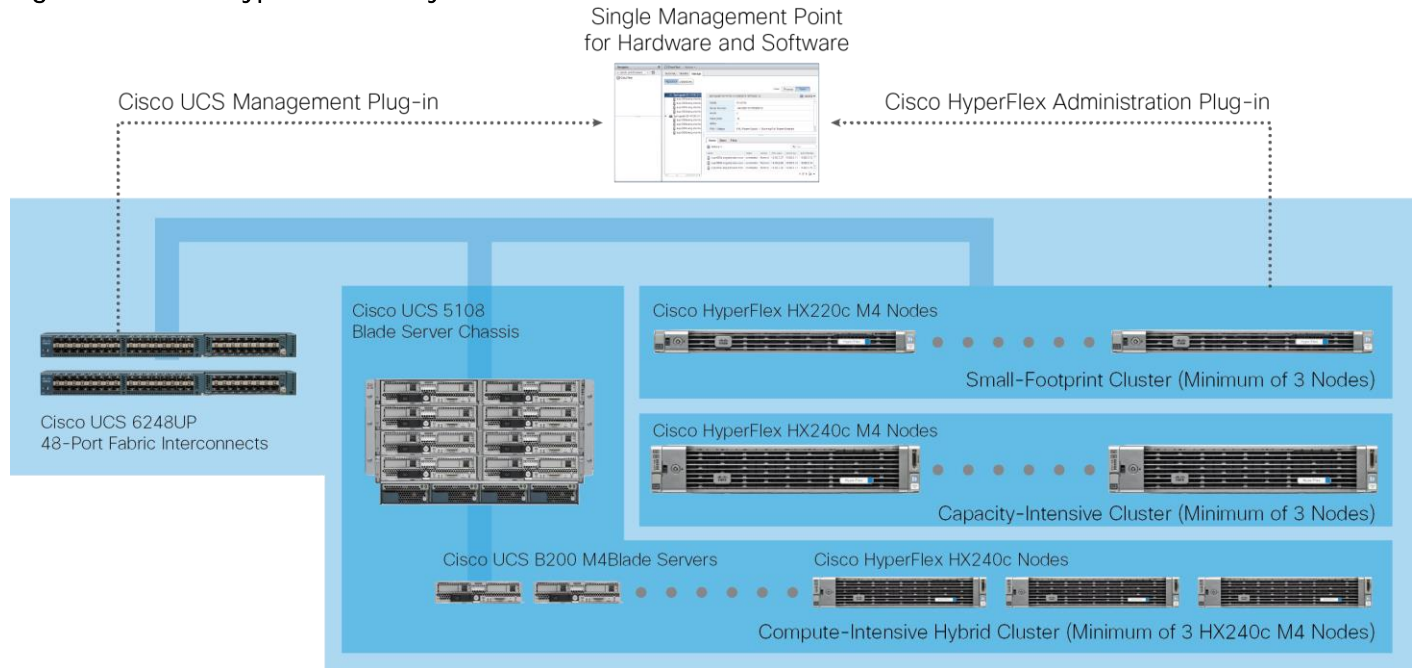 Single Management Point
for Hardware and Software
Cisco UCS Management Plug-in
Cisco HyperFlex Administration Plug-in
Cisco UCS 5108
Blade Server Chassis
Cisco HyperFlex HX220c M4 Nodes
Small-Footprint Cluster (Minimum of 3 Nodes)
Cisco UCS 6248UP
48-Port Fabric Interconnects
Cisco HyperFlex HX240c M4 Nodes
Capacity-Intensive Cluster (Minimum of 3 Nodes)
Cisco UCS B200 M4Blade Servers
Cisco HyperFlex HX240c Nodes
Compute-Intensive Hybrid Cluster (Minimum of 3 HX240c M4 Nodes)